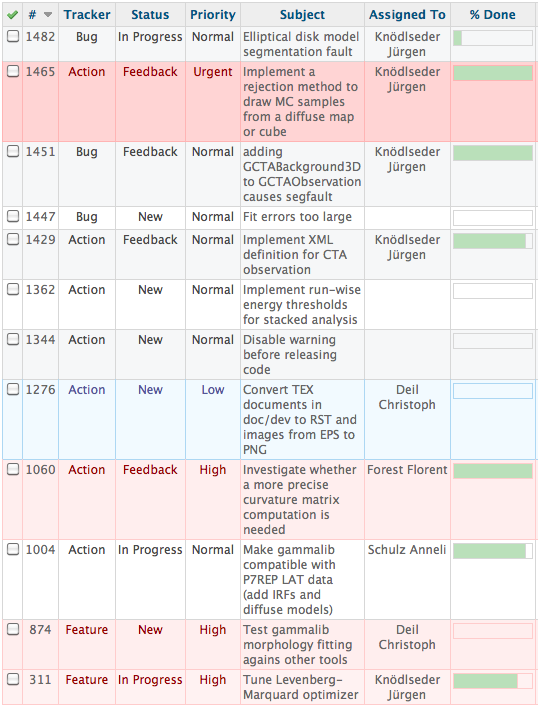 # Tracker Status Priority Subject Assigned To % Done
1482 Bug In Progress Normal Elliptical disk model Knödlseder
segmentation fault Jürgen
1465 Action Feedback Urgent Implement a Knödlseder
rejection method to Jürgen
draw MC samples
from a diffuse map
or cube
1451 Bug Feedback Normal adding Knödlseder
GCTABackground3D Jürgen
to GCTAObservation
causes segfault
1447 Bug New Normal Fit errors too large
1429 Action Feedback Normal Implement XML Knödlseder
definition for CTA Jürgen
observation
1362 Action New Normal Implement run-wise
energy thresholds
for stacked analysis
1344 Action New Normal Disable warning
before releasing
code
1276 Action New Low Convert TEX Deil
documents in Christoph
doc/dev to RST and
images from EPS to
PNG
1060 Action Feedback High Investigate whether Forest Florent
a more precise
curvature matrix
computation is
needed
1004 Action In Progress Normal Make gammalib Schulz Anneli
compatible with
P7REP LAT data
(add IRFs and
diffuse models)
874 Feature New High Test gammalib Deil
morphology fitting Christoph
agains other tools
311 Feature In Progress High Tune Levenberg- Knödlseder
Marquard optimizer Jürgen